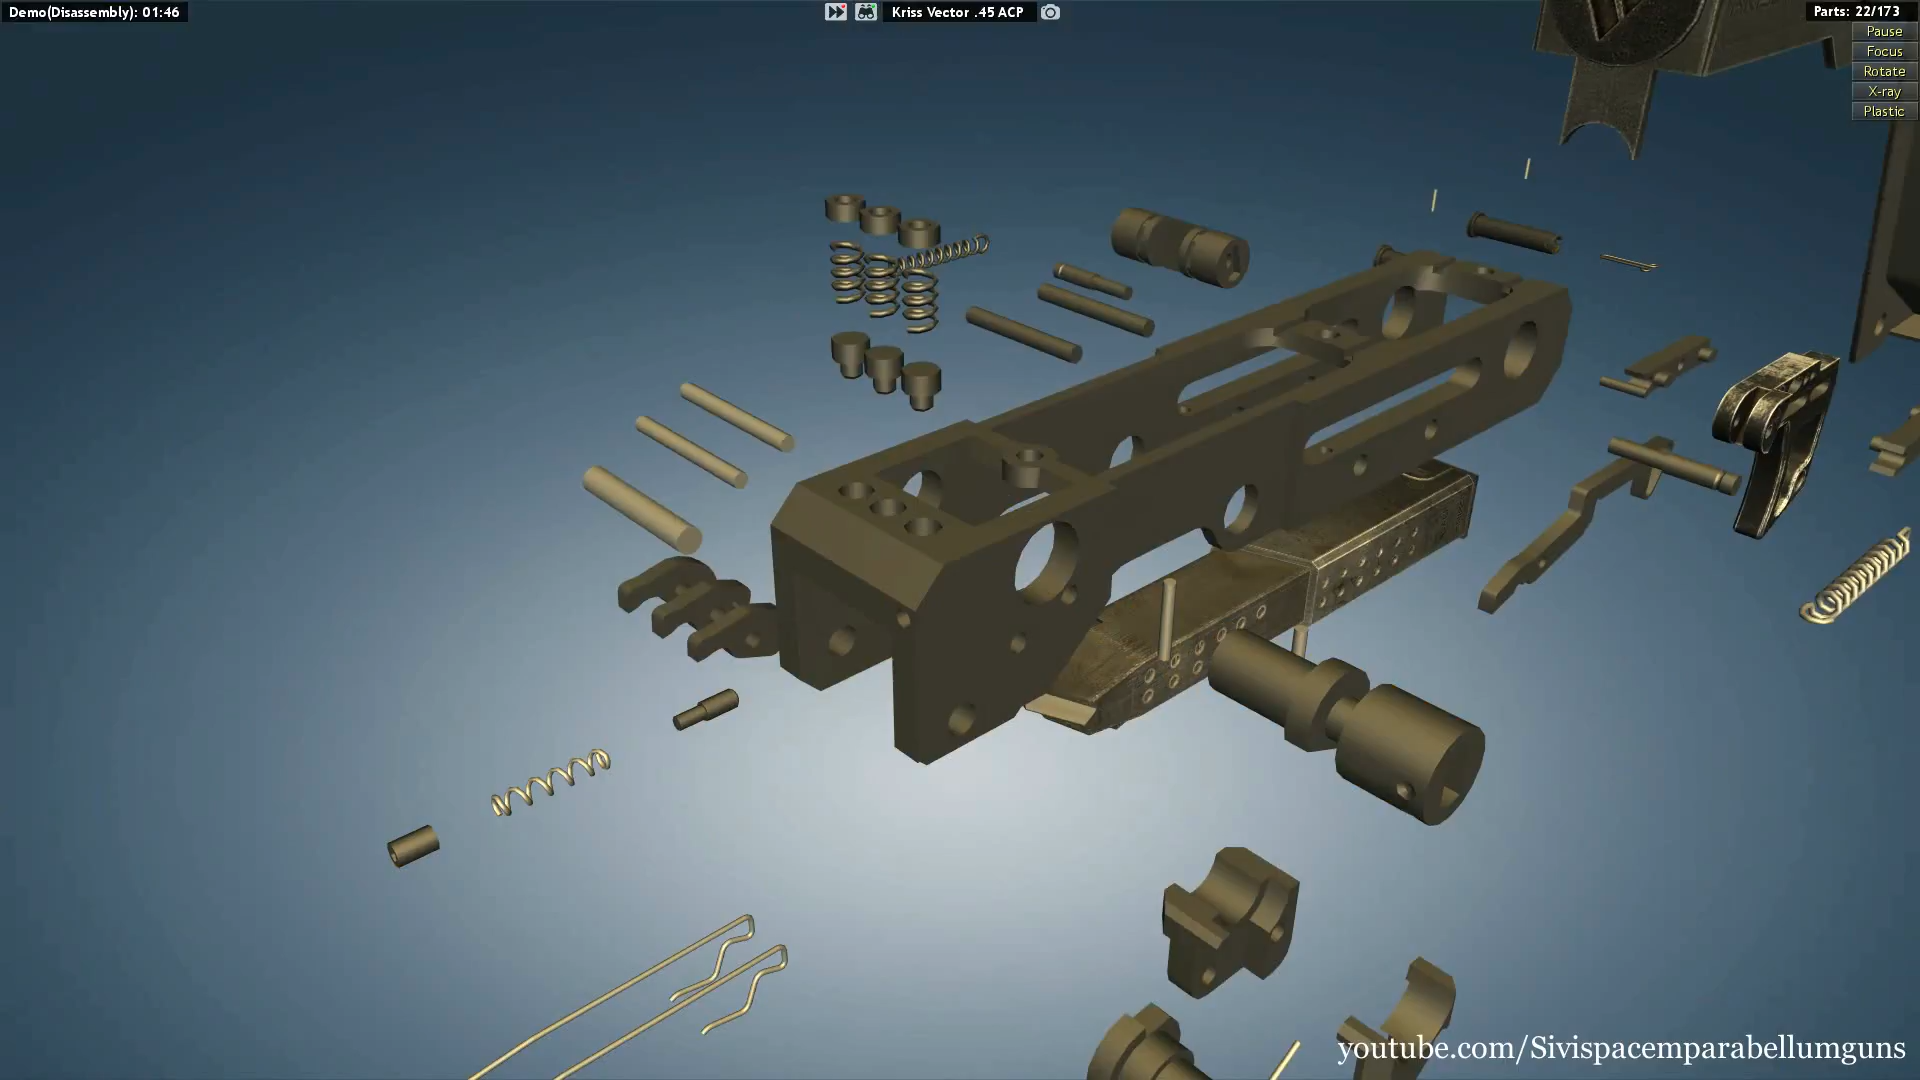 Demo(Disassembly): 01:46
Kriss Vector .45 ACP
Parts: 22/173
Pause
Focus
Rotate
X-ray
Plastic
youtube.com/Sivispacemparabellumguns